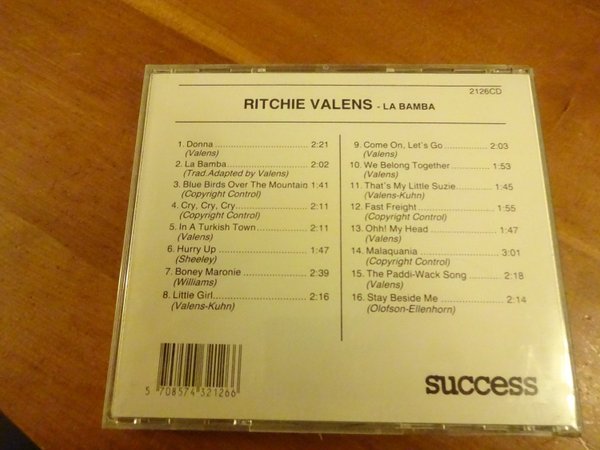 2126CD
RITCHIE VALENS - LA BAMBA
1. Donna 2:21
(Valens)
2. La Bamba 2:02
(Trad.Adapted by Valens)
3. Blue Birds Over The Mountain 1:41
(Copyright Control)
4. Cry, Cry, Cry 2:11
(Copyright Control)
5. In A Turkish Town 2:11
(Valens)
6. Hurry Up 1:47
(Sheeley)
7. Boney Maronie 2:39
(Williams)
8. Little Girl 2:16
(Valens-Kuhn)
9. Come On, Let's Go 2:03
(Valens)
10. We Belong Together 1:53
(Valens)
11. That's My Little Suzie 1:45
(Valens-Kuhn)
12. Fast Freight 1:55
(Copyright Control)
13. Ohh! My Head 1:47
(Valens)
14. Malaquania 3:01
(Copyright Control)
15. The Paddi-Wack Song 2:18
(Valens)
16. Stay Beside Me 2:14
(Olofson-Ellenhorn)
5 708574 321266
success